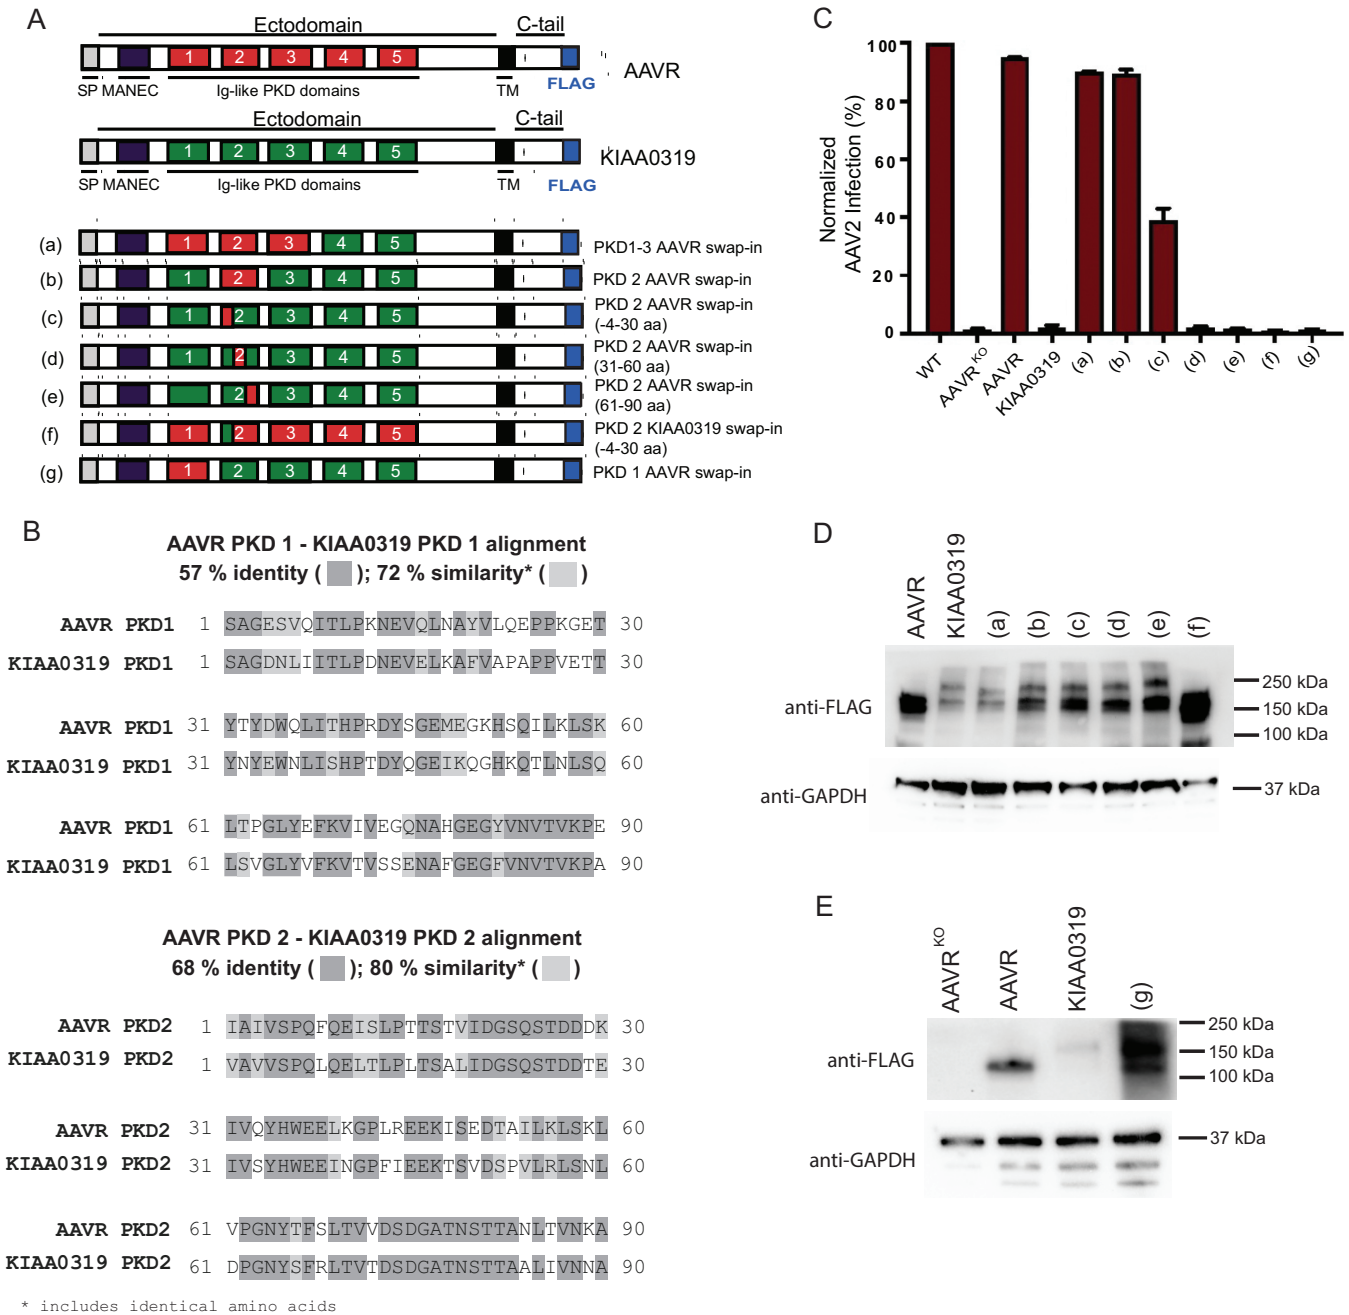 A
Ectodomain C-tail
1 2 3 4 5
AAVR
SP MANEC Ig-like PKD domains TM FLAG
Ectodomain C-tail
1 2 3 4 5
KIAA0319
SP MANEC Ig-like PKD domains TM FLAG
(a) 1 2 3 4 5 PKD1-3 AAVR swap-in
(b) 1 2 3 4 5 PKD 2 AAVR swap-in
(c) 1 2 3 4 5 PKD 2 AAVR swap-in
(-4-30 aa)
(d) 1 2 3 4 5 PKD 2 AAVR swap-in
(31-60 aa)
(e) 2 3 4 5 PKD 2 AAVR swap-in
(61-90 aa)
(f) 1 2 3 4 5 PKD 2 KIAA0319 swap-in
(-4-30 aa)
(g) 1 2 3 4 5 PKD 1 AAVR swap-in
B
AAVR PKD 1 - KIAA0319 PKD 1 alignment
57 % identity ( ); 72 % similarity* ( )
AAVR PKD1 1 SAGESVQITLPKNEVQLNAYVLQEPPKGET 30
KIAA0319 PKD1 1 SAGDNLIITLPDNEVELKAFVAPAPPVETT 30
AAVR PKD1 31 YTYDWQLITHPRDYSGEMEGKHSQILKLSK 60
KIAA0319 PKD1 31 YNYEWNLISHPTDYQGEIKQGHKQTLNLSQ 60
AAVR PKD1 61 LTPGLYEFKVIVEGQNAHGEGYVNVTVKPE 90
KIAA0319 PKD1 61 LSVGLYVFKVTVSSENAFGEGFVNVTVKPA 90
AAVR PKD 2 - KIAA0319 PKD 2 alignment
68 % identity ( ); 80 % similarity* ( )
AAVR PKD2 1 IAIVSPQFQEISLPTTSTVIDGSQSTDDDK 30
KIAA0319 PKD2 1 VAVVSPQLQELTLPLTSALIDGSQSTDDTE 30
AAVR PKD2 31 IVQYHWEELKGPLREEKISEDTAILKLSKL 60
KIAA0319 PKD2 31 IVSYHWEEINGPFIEEKTSVDSPVLRLSNL 60
AAVR PKD2 61 VPGNYTFSLTVVDSDGATNSTTANLTVNKA 90
KIAA0319 PKD2 61 DPGNYSFRLTVTDSDGATNSTTAALIVNNA 90
* includes identical amino acids
C
Normalized
AAV2 Infection (%)
100
80
60
40
20
0
WT AAVR KO AAVR KIAA0319 (a) (b) (c) (d) (e) (f) (g)
D
AAVR KIAA0319 (a) (b) (c) (d) (e) (f)
anti-FLAG
250 kDa
150 kDa
100 kDa
anti-GAPDH
37 kDa
E
AAVR KO AAVR KIAA0319 (g)
anti-FLAG
250 kDa
150 kDa
100 kDa
anti-GAPDH
37 kDa